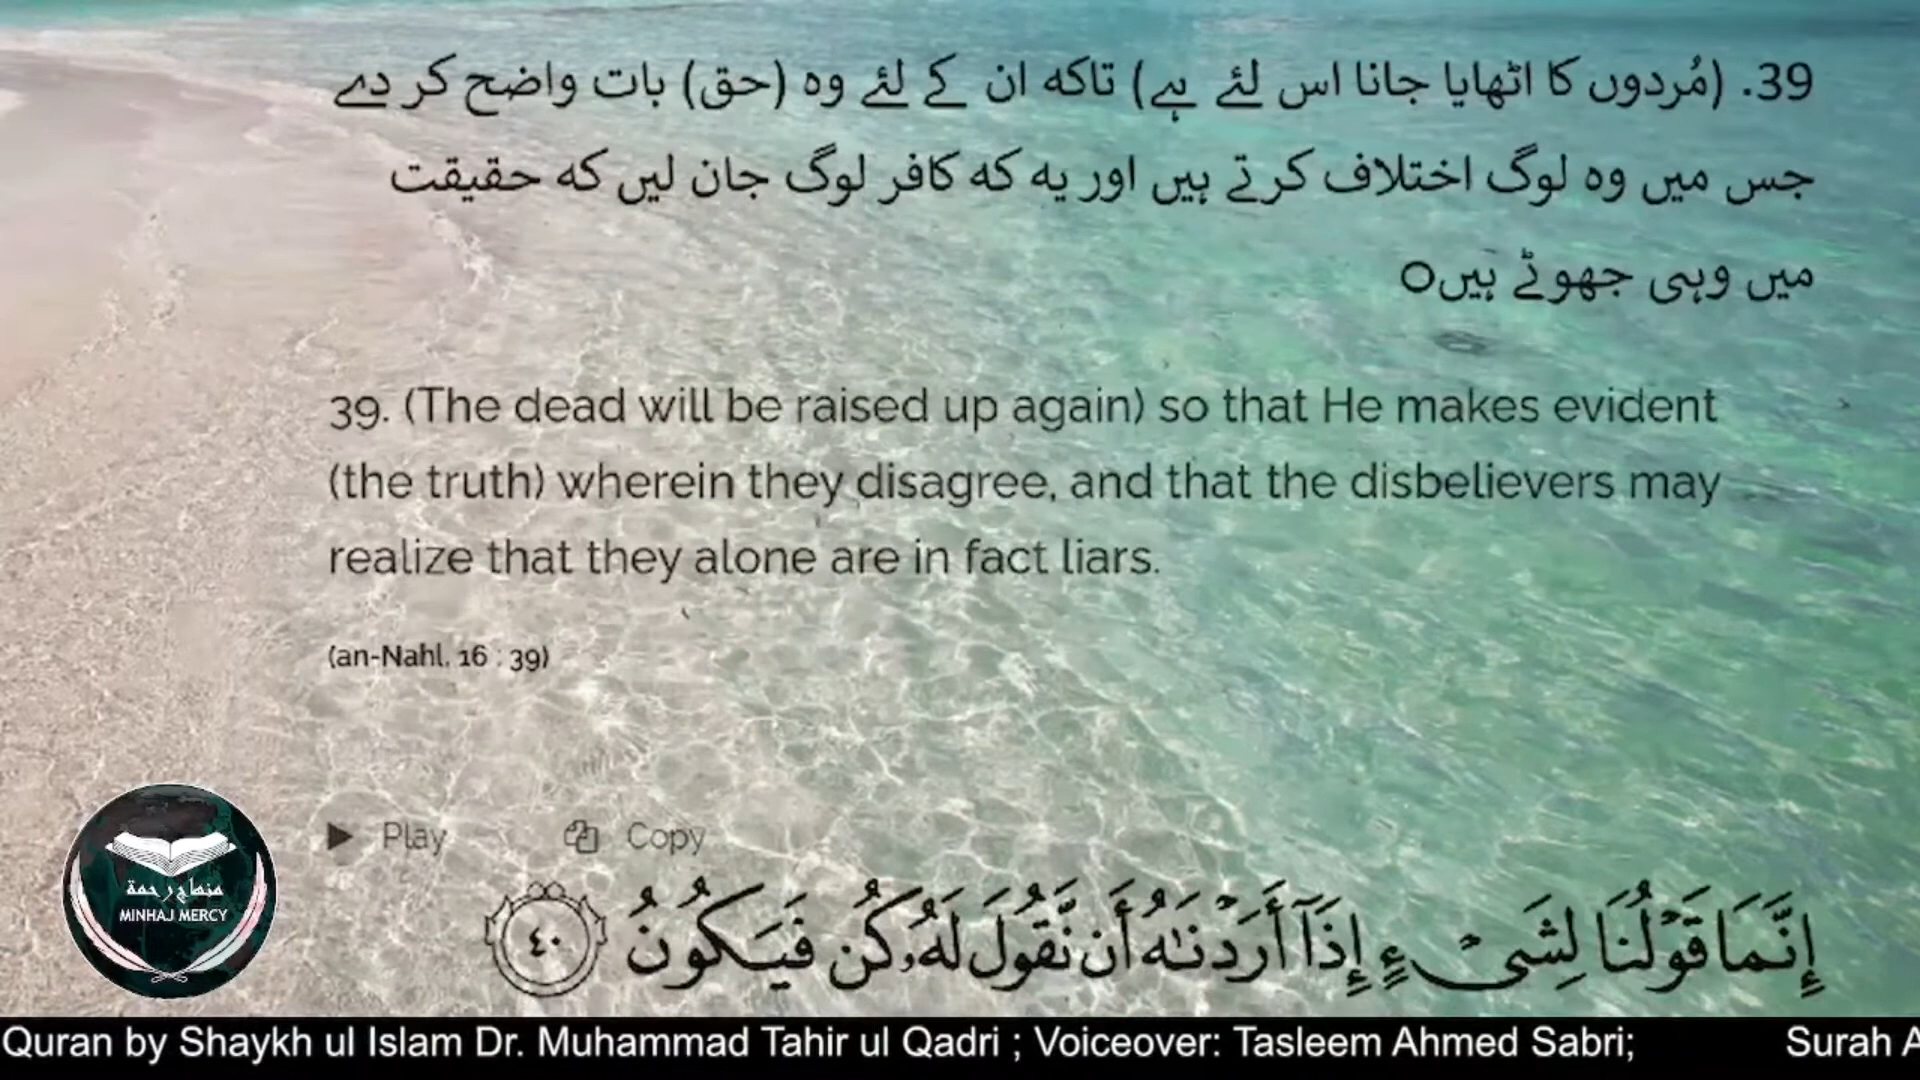 39. (مُردوں کا اٹھایا جانا اس لئے ہے) تاکہ ان کے لئے وہ (حق) بات واضح کر دے
جس میں وہ لوگ اختلاف کرتے ہیں اور یہ کہ کافر لوگ جان لیں کہ حقیقت
میں وہی جھوٹے ہیںo
39. (The dead will be raised up again) so that He makes evident
(the truth) wherein they disagree, and that the disbelievers may
realize that they alone are in fact liars.
(an-Nahl, 16 : 39)
Play Copy
إِنَّمَا قَوْلُنَا لِشَىْءٍ إِذَآ أَرَدْنَٰهُ أَن نَّقُولَ لَهُۥ كُن فَيَكُونُ ٤٠
منهاج رحمة
MINHAJ MERCY
Quran by Shaykh ul Islam Dr. Muhammad Tahir ul Qadri ; Voiceover: Tasleem Ahmed Sabri; Surah A